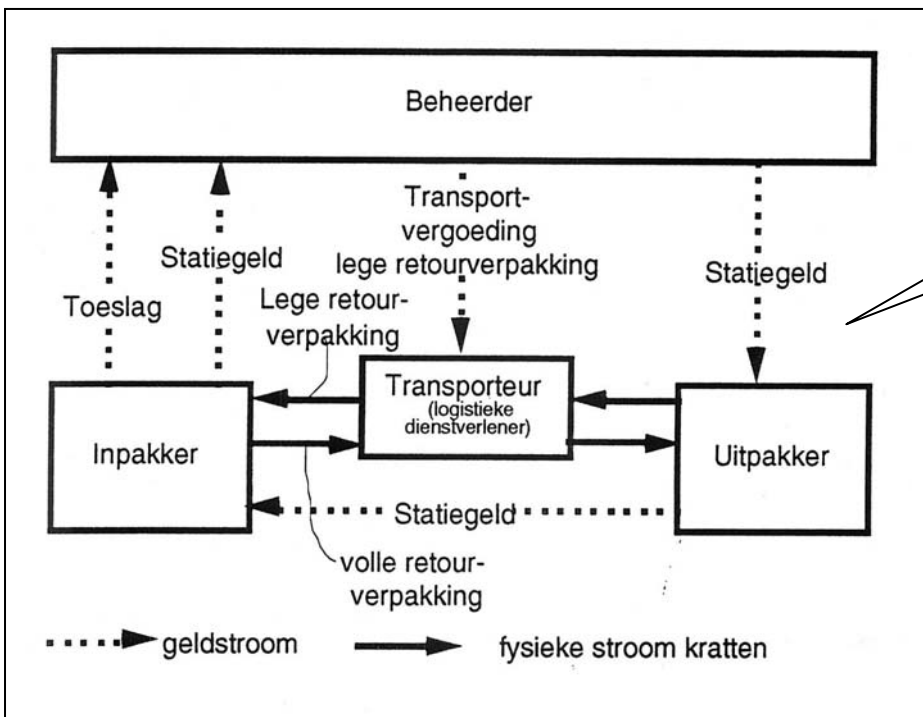 Beheerder
Transport-
vergoeding
lege retourverpakking
Statiegeld
Toeslag
Lege retour-
verpakking
Statiegeld
Transporteur
(logistieke
dienstverlener)
Inpakker
Uitpakker
Statiegeld
volle retour-
verpakking
geldstroom
fysieke stroom kratten